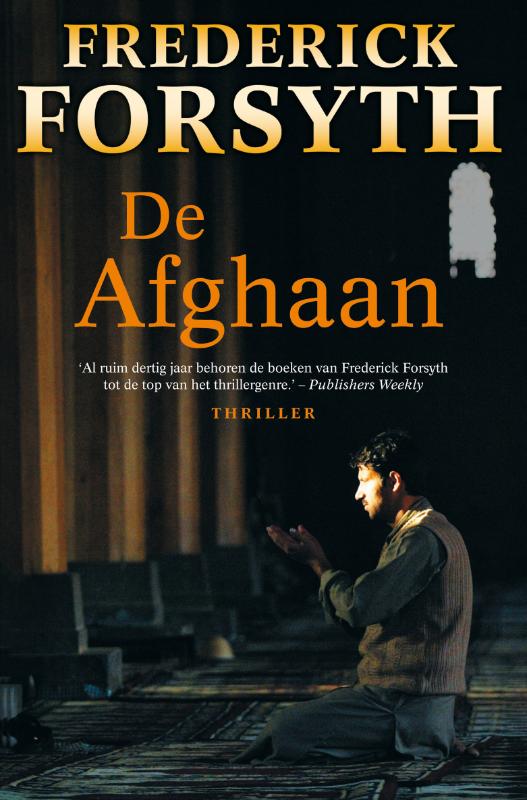 FREDERICK
FORSYTH
De
Afghaan
‘Al ruim dertig jaar behoren de boeken van Frederick Forsyth
tot de top van het thrillergenre.’ – Publishers Weekly
THRILLER